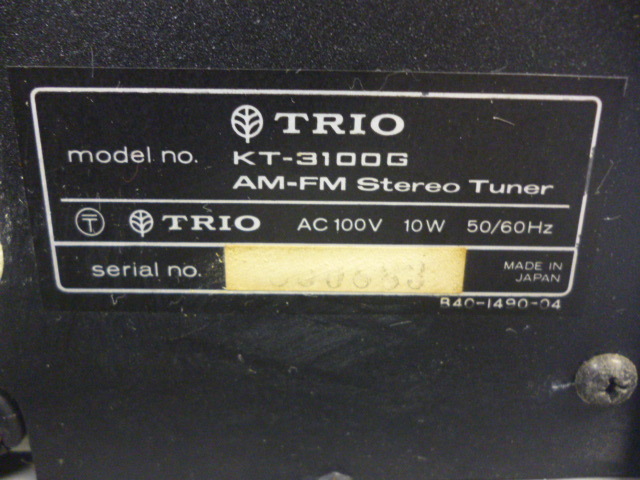 TRIO
model no. KT-3100G
AM-FM Stereo Tuner
〒 TRIO AC 100V 10W 50/60Hz
serial no.
MADE IN
JAPAN
B40-1490-04